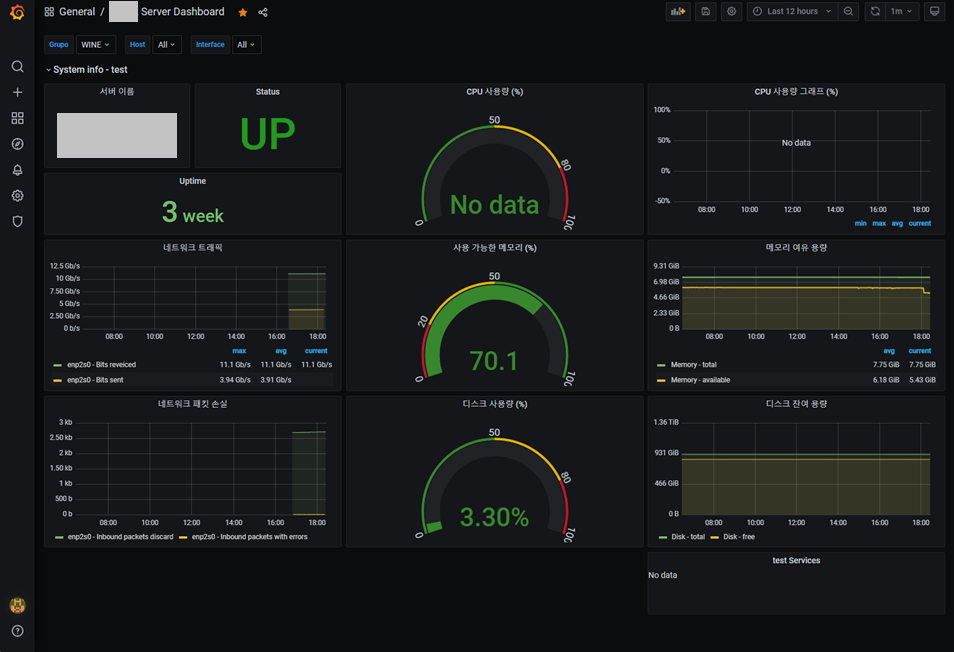 General / Server Dashboard
Last 12 hours
1m
Grupo WINE Host All Interface All
System info - test
서버 이름
Status
UP
Uptime
3 week
CPU 사용량 (%)
0
50
80
100
No data
CPU 사용량 그래프 (%)
100%
50%
0%
-50%
No data
08:00 10:00 12:00 14:00 16:00 18:00
min max avg current
네트워크 트래픽
12.5 Gb/s
10 Gb/s
7.50 Gb/s
5 Gb/s
2.50 Gb/s
0 b/s
08:00 10:00 12:00 14:00 16:00 18:00
max avg current
enp2s0 - Bits reveiced 11.1 Gb/s 11.1 Gb/s 11.1 Gb/s
enp2s0 - Bits sent 3.94 Gb/s 3.91 Gb/s
사용 가능한 메모리 (%)
0
20
50
100
70.1
메모리 여유 용량
9.31 GiB
6.98 GiB
4.66 GiB
2.33 GiB
0 B
08:00 10:00 12:00 14:00 16:00 18:00
avg current
Memory - total 7.75 GiB 7.75 GiB
Memory - available 6.18 GiB 5.43 GiB
네트워크 패킷 손실
3 kb
2.50 kb
2 kb
1.50 kb
1 kb
500 b
0 b
08:00 10:00 12:00 14:00 16:00 18:00
enp2s0 - Inbound packets discard enp2s0 - Inbound packets with errors
디스크 사용량 (%)
0
50
80
100
3.30%
디스크 잔여 용량
1.36 TiB
931 GiB
466 GiB
0 B
08:00 10:00 12:00 14:00 16:00 18:00
Disk - total Disk - free
test Services
No data